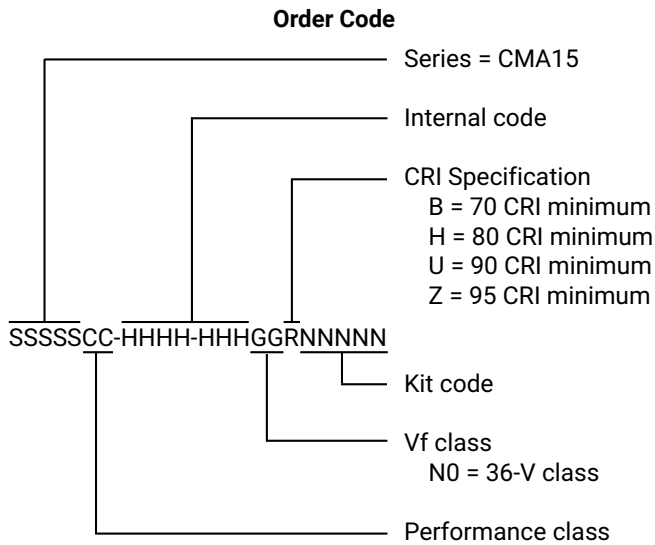 Order Code
Series = CMA15
Internal code
CRI Specification
B = 70 CRI minimum
H = 80 CRI minimum
U = 90 CRI minimum
Z = 95 CRI minimum
SSSSSCC-HHHH-HHHGGRNNNNN
Kit code
Vf class
N0 = 36-V class
Performance class